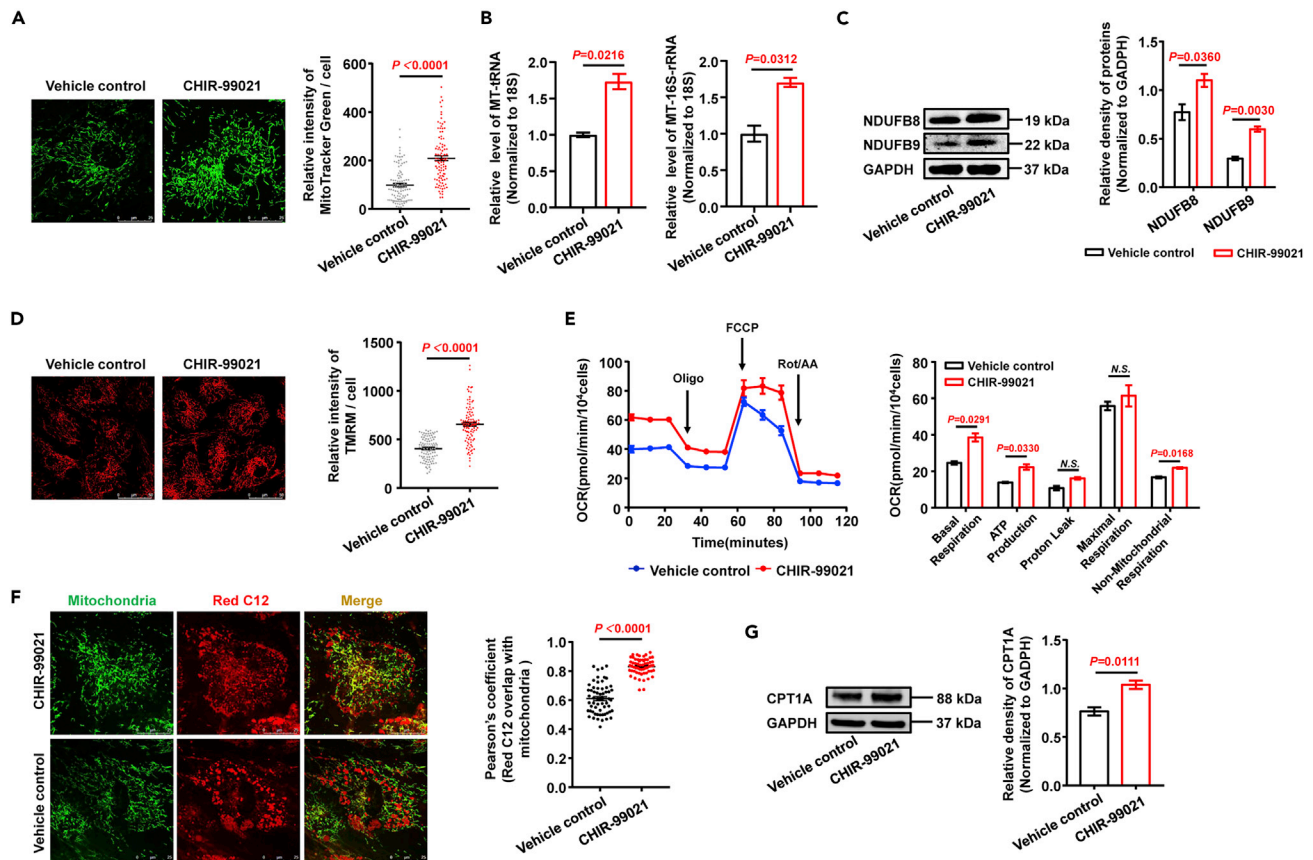 A
Vehicle control
CHIR-99021
Relative intensity of
MitoTracker Green / cell
600
400
200
0
P<0.0001
Vehicle control
CHIR-99021
B
Relative level of MT-tRNA
(Normalized to 18S)
2.0
1.5
1.0
0.5
0.0
P=0.0216
Vehicle control
CHIR-99021
Relative level of MT-16S-rRNA
(Normalized to 18S)
2.0
1.5
1.0
0.5
0.0
P=0.0312
Vehicle control
CHIR-99021
C
NDUFB8
19 kDa
NDUFB9
22 kDa
GAPDH
37 kDa
Vehicle control
CHIR-99021
Relative density of proteins
(Normalized to GADPH)
1.5
1.0
0.5
0.0
P=0.0360
P=0.0030
NDUFB8
NDUFB9
Vehicle control
CHIR-99021
D
Vehicle control
CHIR-99021
Relative intensity of
TMRM / cell
1500
1000
500
0
P<0.0001
Vehicle control
CHIR-99021
E
OCR(pmol/mim/10⁴cells)
100
80
60
40
20
0
Oligo
FCCP
Rot/AA
0 20 40 60 80 100 120
Time(minutes)
Vehicle control
CHIR-99021
OCR(pmol/mim/10⁴cells)
80
60
40
20
0
Vehicle control
CHIR-99021
P=0.0291
P=0.0330
N.S.
N.S.
P=0.0168
Basal
Respiration
ATP
Production
Proton Leak
Maximal
Respiration
Non-Mitochondrial
Respiration
F
Mitochondria
Red C12
Merge
CHIR-99021
Vehicle control
Pearson's coefficient
(Red C12 overlap with
mitochondria )
1.0
0.8
0.6
0.4
0.2
0.0
P<0.0001
Vehicle control
CHIR-99021
G
CPT1A
88 kDa
GAPDH
37 kDa
Vehicle control
CHIR-99021
Relative density of CPT1A
(Normalized to GADPH)
1.5
1.0
0.5
0.0
P=0.0111
Vehicle control
CHIR-99021